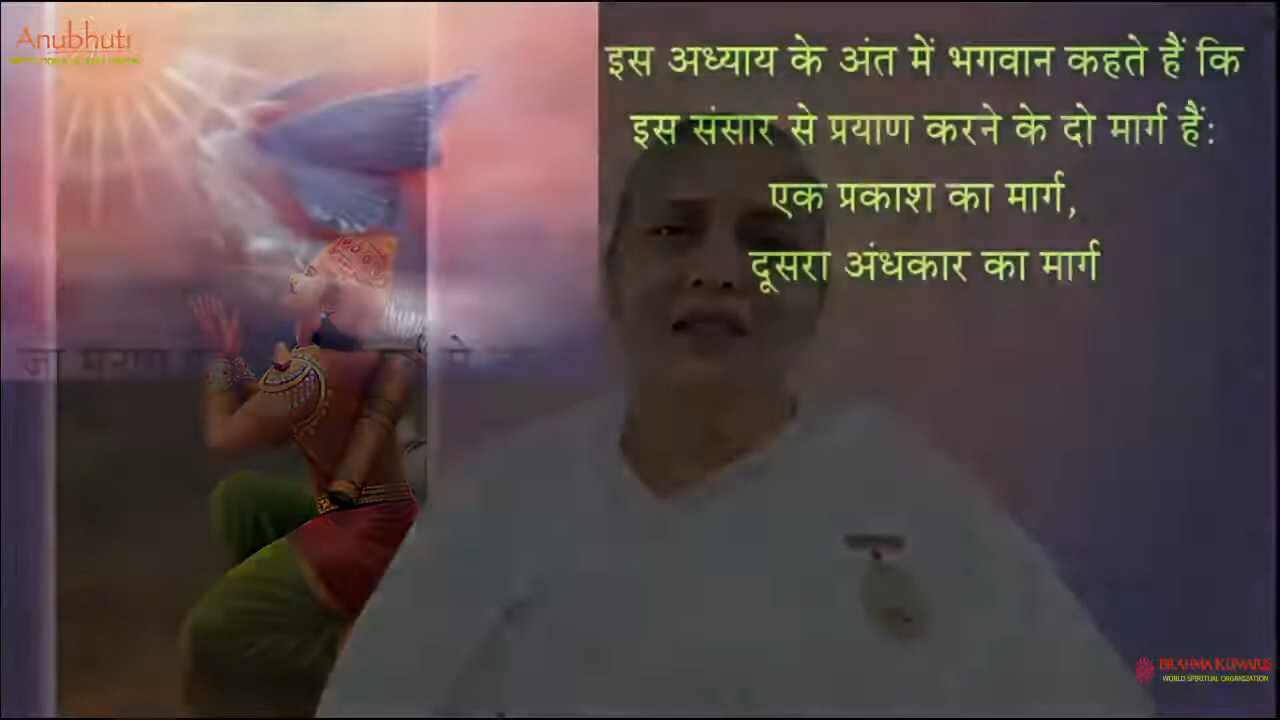 Anubhuti
इस अध्याय के अंत में भगवान कहते हैं कि
इस संसार से प्रयाण करने के दो मार्ग हैं:
एक प्रकाश का मार्ग,
दूसरा अंधकार का मार्ग
BRAHMA KUMARIS
WORLD SPIRITUAL ORGANIZATION